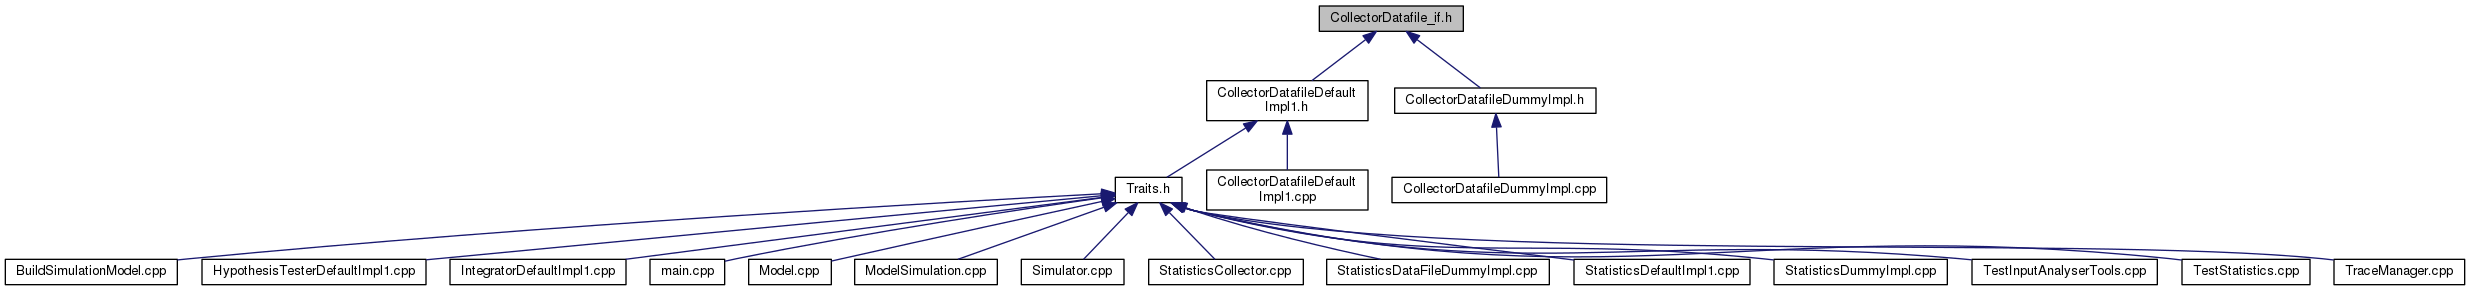 CollectorDatafile_if.h
CollectorDatafileDefault
Impl1.h
CollectorDatafileDummyImpl.h
Traits.h
CollectorDatafileDefault
Impl1.cpp
CollectorDatafileDummyImpl.cpp
BuildSimulationModel.cpp
HypothesisTesterDefaultImpl1.cpp
IntegratorDefaultImpl1.cpp
main.cpp
Model.cpp
ModelSimulation.cpp
Simulator.cpp
StatisticsCollector.cpp
StatisticsDataFileDummyImpl.cpp
StatisticsDefaultImpl1.cpp
StatisticsDummyImpl.cpp
TestInputAnalyserTools.cpp
TestStatistics.cpp
TraceManager.cpp